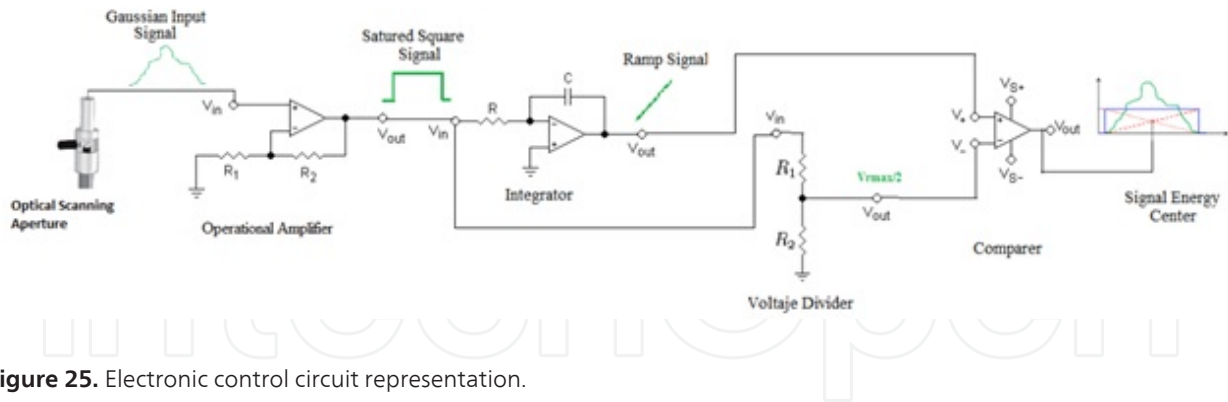 Gaussian Input
Signal
Optical Scanning
Aperture
Vin
R1
R2
Operational Amplifier
Satured Square
Signal
Vout
Vin
R
C
Integrator
Ramp Signal
Vout
Vin
R1
R2
Voltaje Divider
Vrmax/2
Vout
V+
V-
VS+
VS-
Vout
Comparer
Signal Energy
Center
intechopen
igure 25. Electronic control circuit representation.